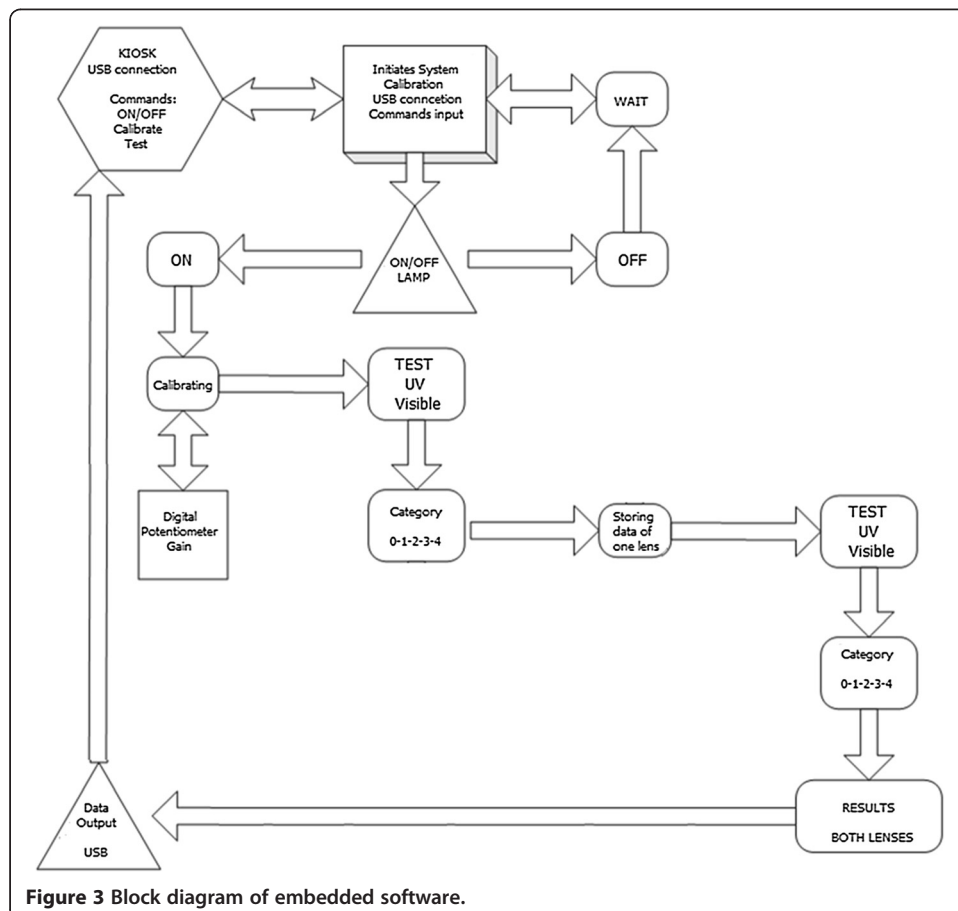 KIOSK
USB connection
Commands:
ON/OFF
Calibrate
Test
Initiates System
Calibration
USB conncetion
Commands input
WAIT
ON
ON/OFF
LAMP
OFF
Calibrating
TEST
UV
Visible
Digital
Potentiometer
Gain
Category
0-1-2-3-4
Storing
data of
one lens
TEST
UV
Visible
Category
0-1-2-3-4
Data
Output
USB
RESULTS
BOTH LENSES
Figure 3 Block diagram of embedded software.